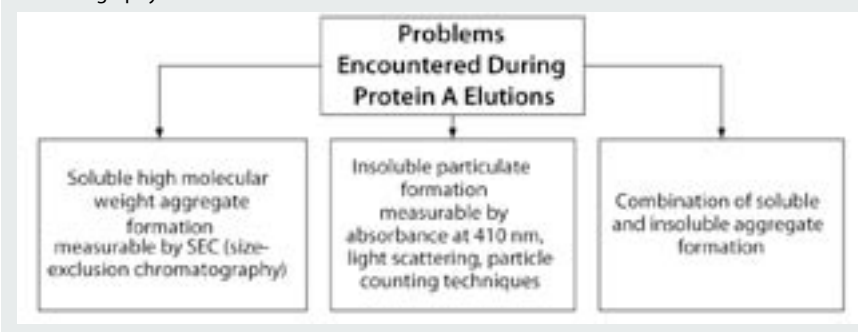 Problems
Encountered During
Protein A Elutions
Soluble high molecular
weight aggregate
formation
measurable by SEC (size-
exclusion chromatography)
Insoluble particulate
formation
measurable by
absorbance at 410 nm,
light scattering, particle
counting techniques
Combination of soluble
and insoluble aggregate
formation